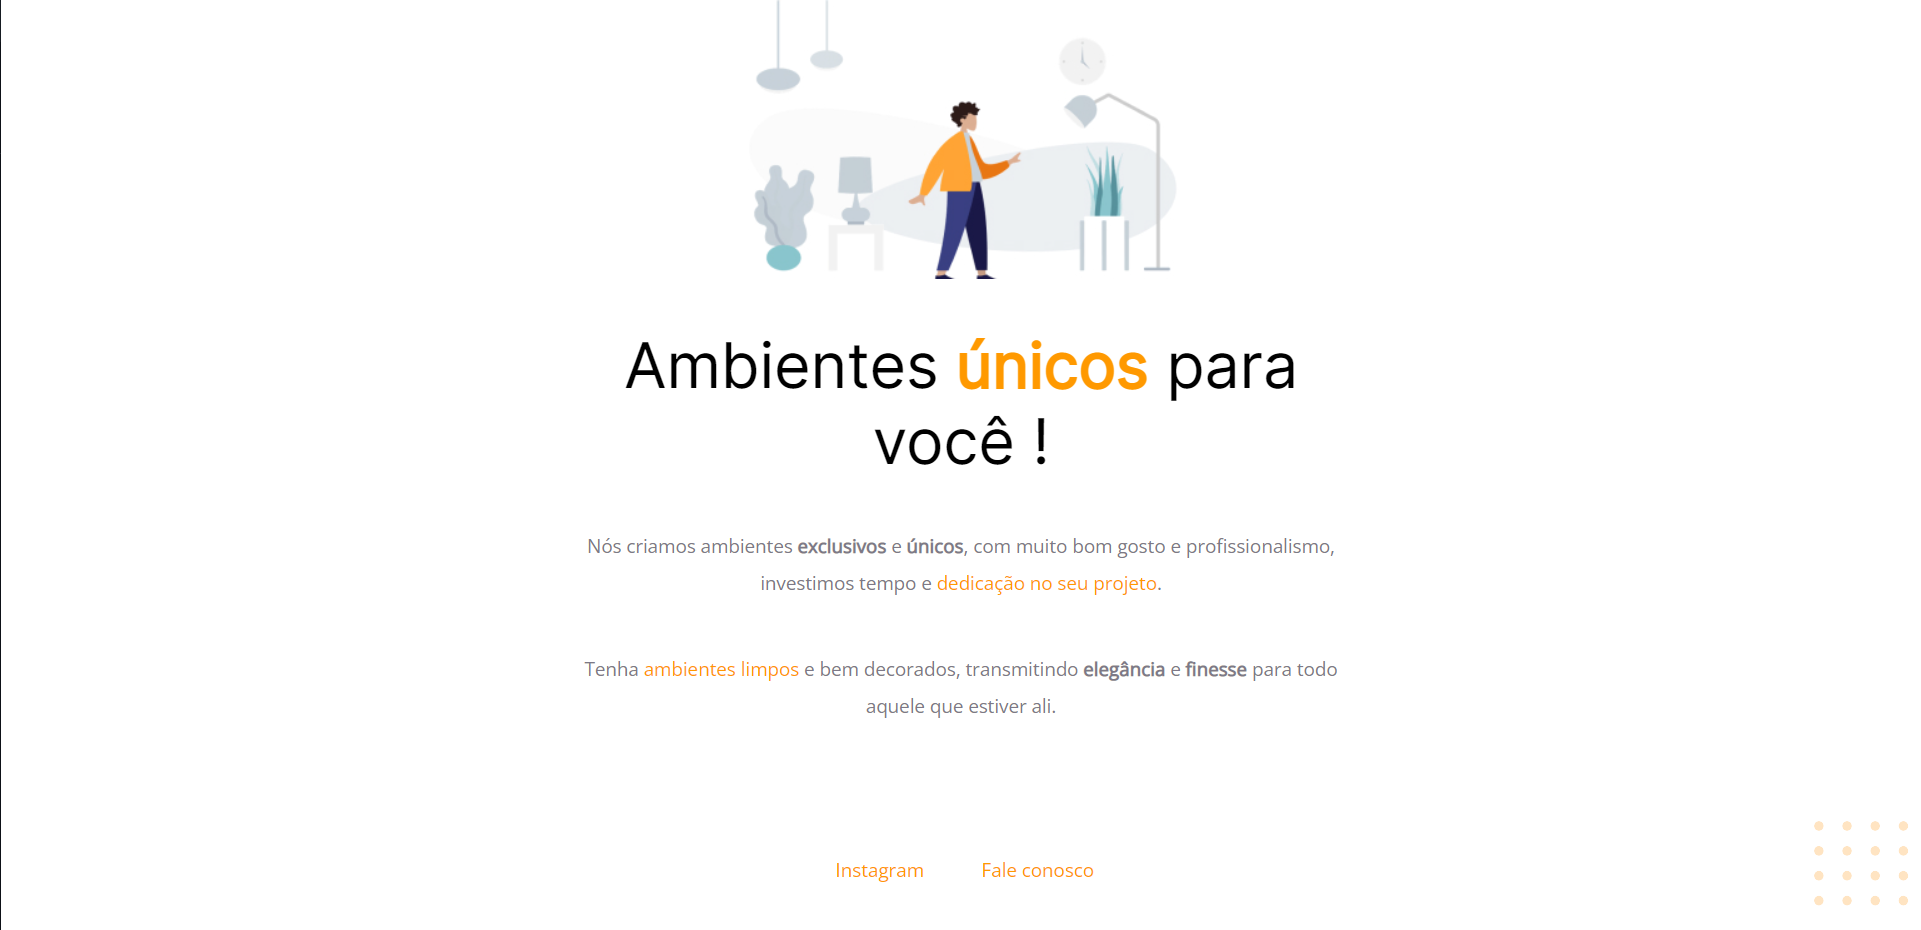 Ambientes únicos para
você !
Nós criamos ambientes exclusivos e únicos, com muito bom gosto e profissionalismo,
investimos tempo e dedicação no seu projeto.
Tenha ambientes limpos e bem decorados, transmitindo elegância e finesse para todo
aquele que estiver ali.
Instagram Fale conosco